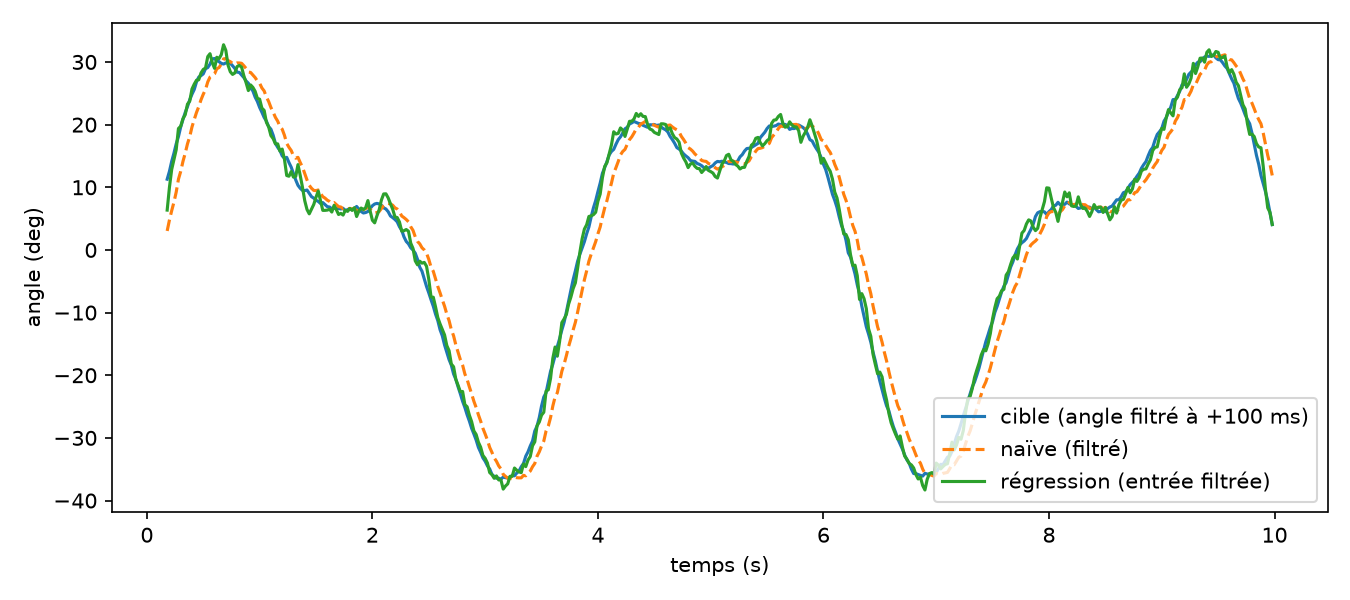 angle (deg)
30
20
10
0
−10
−20
−30
−40
0
2
4
6
8
10
temps (s)
cible (angle filtré à +100 ms)
naïve (filtré)
régression (entrée filtrée)